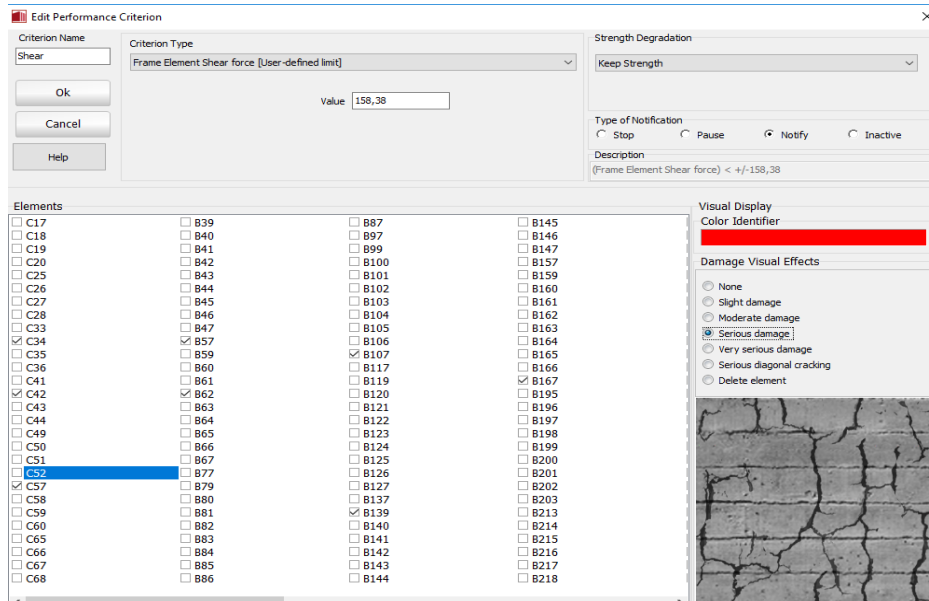 Edit Performance Criterion
Criterion Name
Shear
Ok
Cancel
Help
Criterion Type
Frame Element Shear force [User-defined limit]
Value 158,38
Strength Degradation
Keep Strength
Type of Notification
Stop Pause Notify Inactive
Description
(Frame Element Shear force) < +/-158,38
Elements
C17 B39 B87 B145
C18 B40 B97 B146
C19 B41 B99 B147
C20 B42 B100 B157
C25 B43 B101 B159
C26 B44 B102 B160
C27 B45 B103 B161
C28 B46 B104 B162
C33 B47 B105 B163
C34 B57 B106 B164
C35 B59 B107 B165
C36 B60 B117 B166
C41 B61 B119 B167
C42 B62 B120 B195
C43 B63 B121 B196
C44 B64 B122 B197
C49 B65 B123 B198
C50 B66 B124 B199
C51 B67 B125 B200
C52 B77 B126 B201
C57 B79 B127 B202
C58 B80 B137 B203
C59 B81 B139 B213
C60 B82 B140 B214
C65 B83 B141 B215
C66 B84 B142 B216
C67 B85 B143 B217
C68 B86 B144 B218
Visual Display
Color Identifier
Damage Visual Effects
None
Slight damage
Moderate damage
Serious damage
Very serious damage
Serious diagonal cracking
Delete element